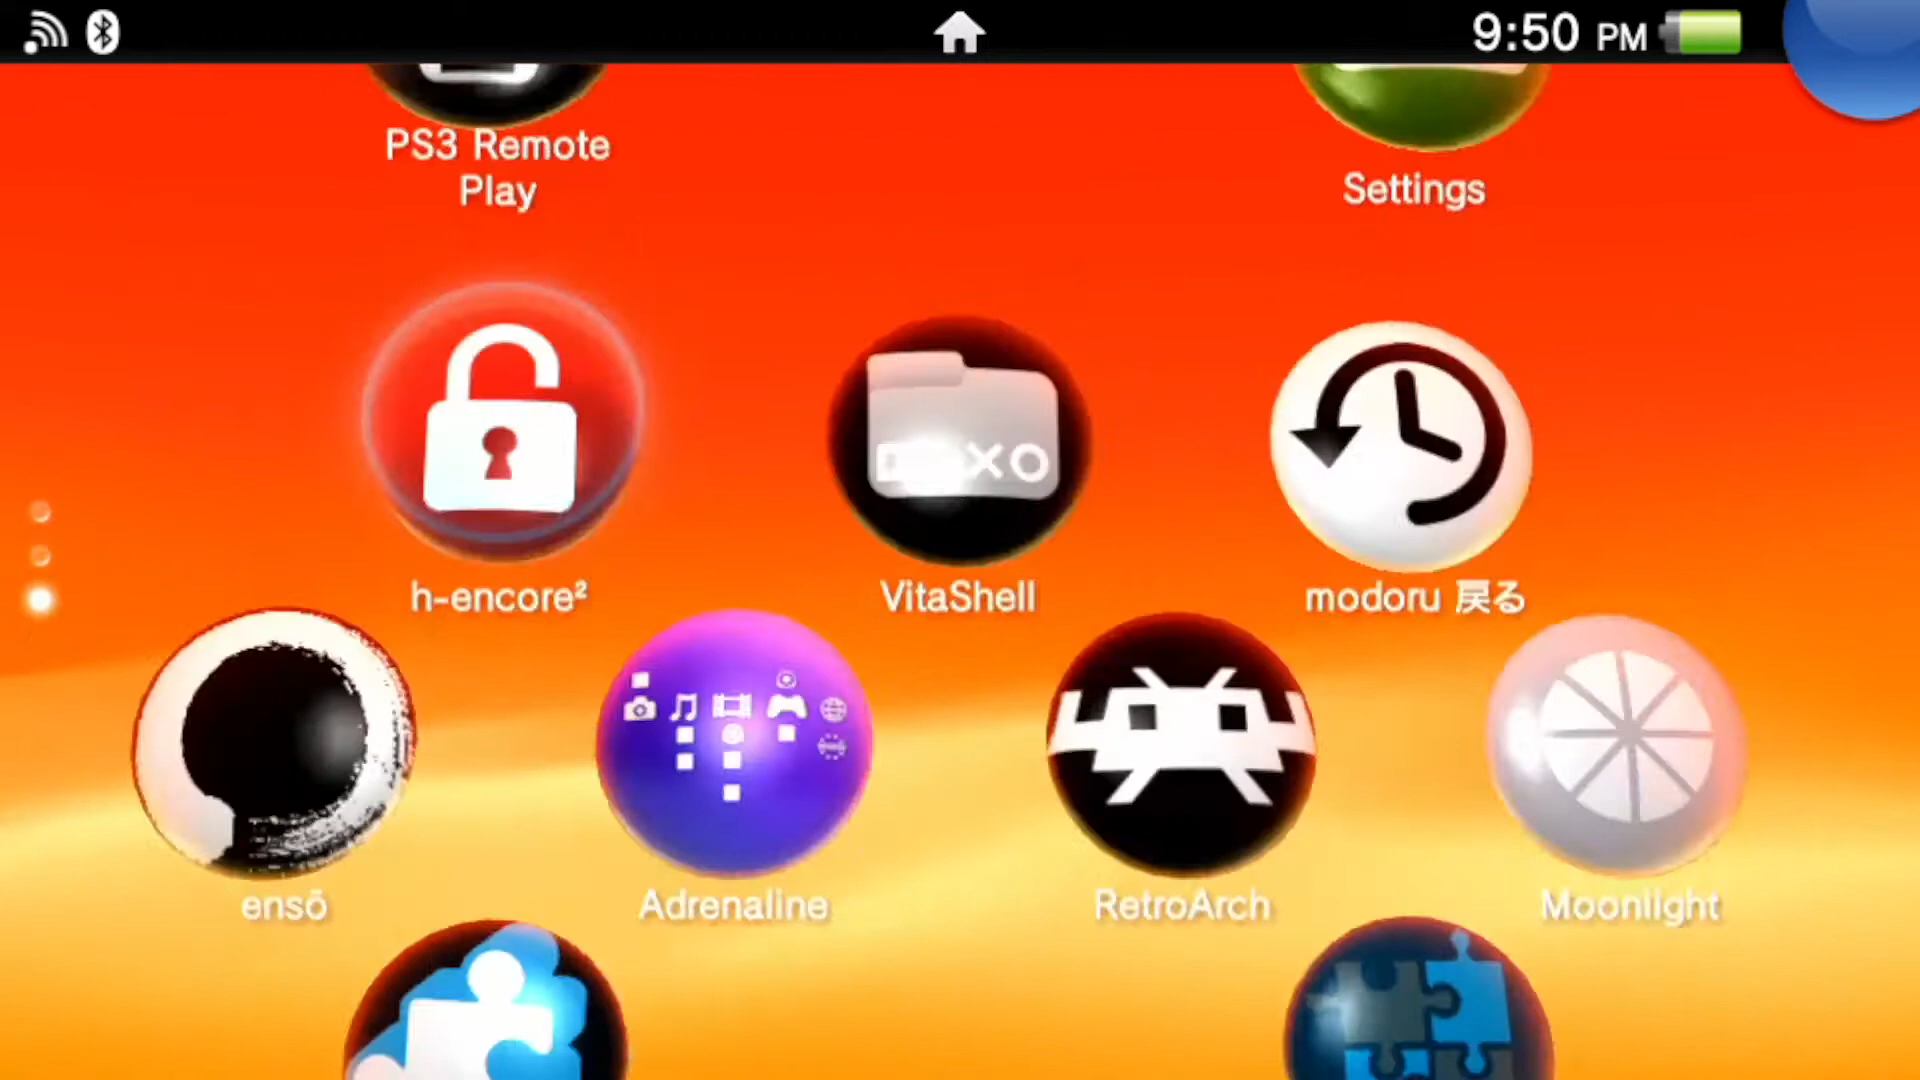 9:50 PM
PS3 Remote
Play
Settings
h-encore²
VitaShell
modoru 戻る
ensō
Adrenaline
RetroArch
Moonlight